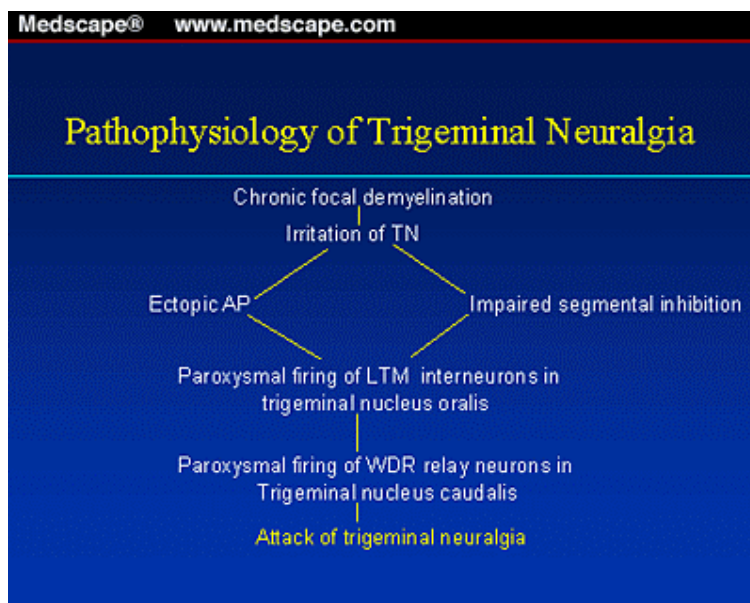 Medscape® www.medscape.com
Pathophysiology of Trigeminal Neuralgia
Chronic focal demyelination
Irritation of TN
Ectopic AP
Impaired segmental inhibition
Paroxysmal firing of LTM interneurons in
trigeminal nucleus oralis
Paroxysmal firing of WDR relay neurons in
Trigeminal nucleus caudalis
Attack of trigeminal neuralgia